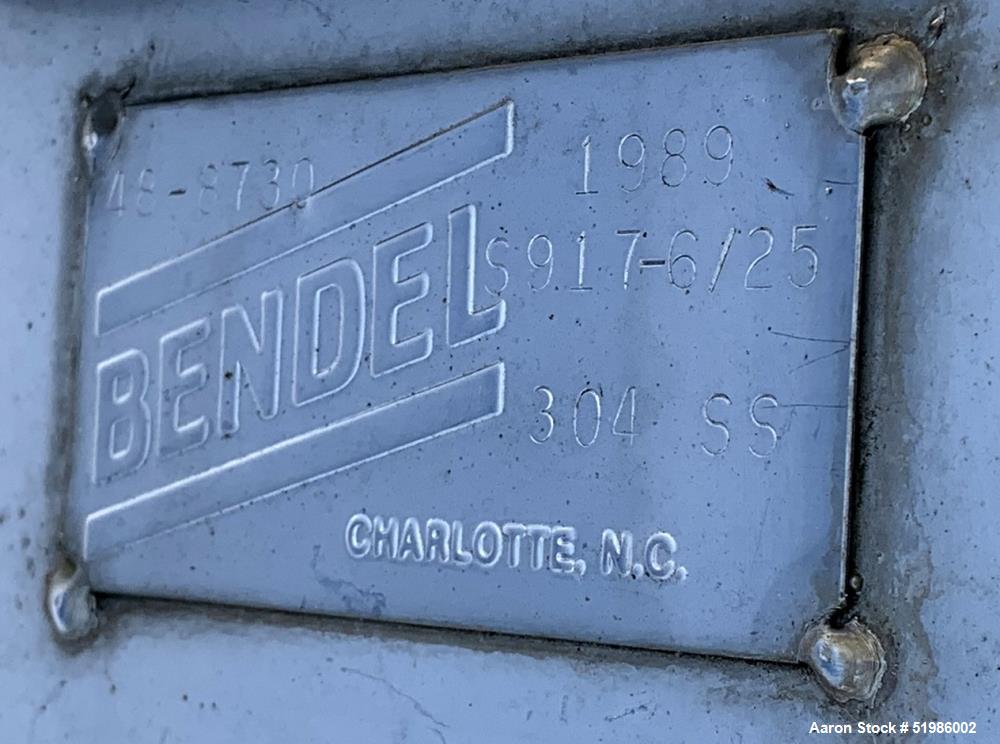 48-8730
1989
BENDEL
S917-6/25
304 SS
CHARLOTTE, N.C.
Aaron Stock # 51986002